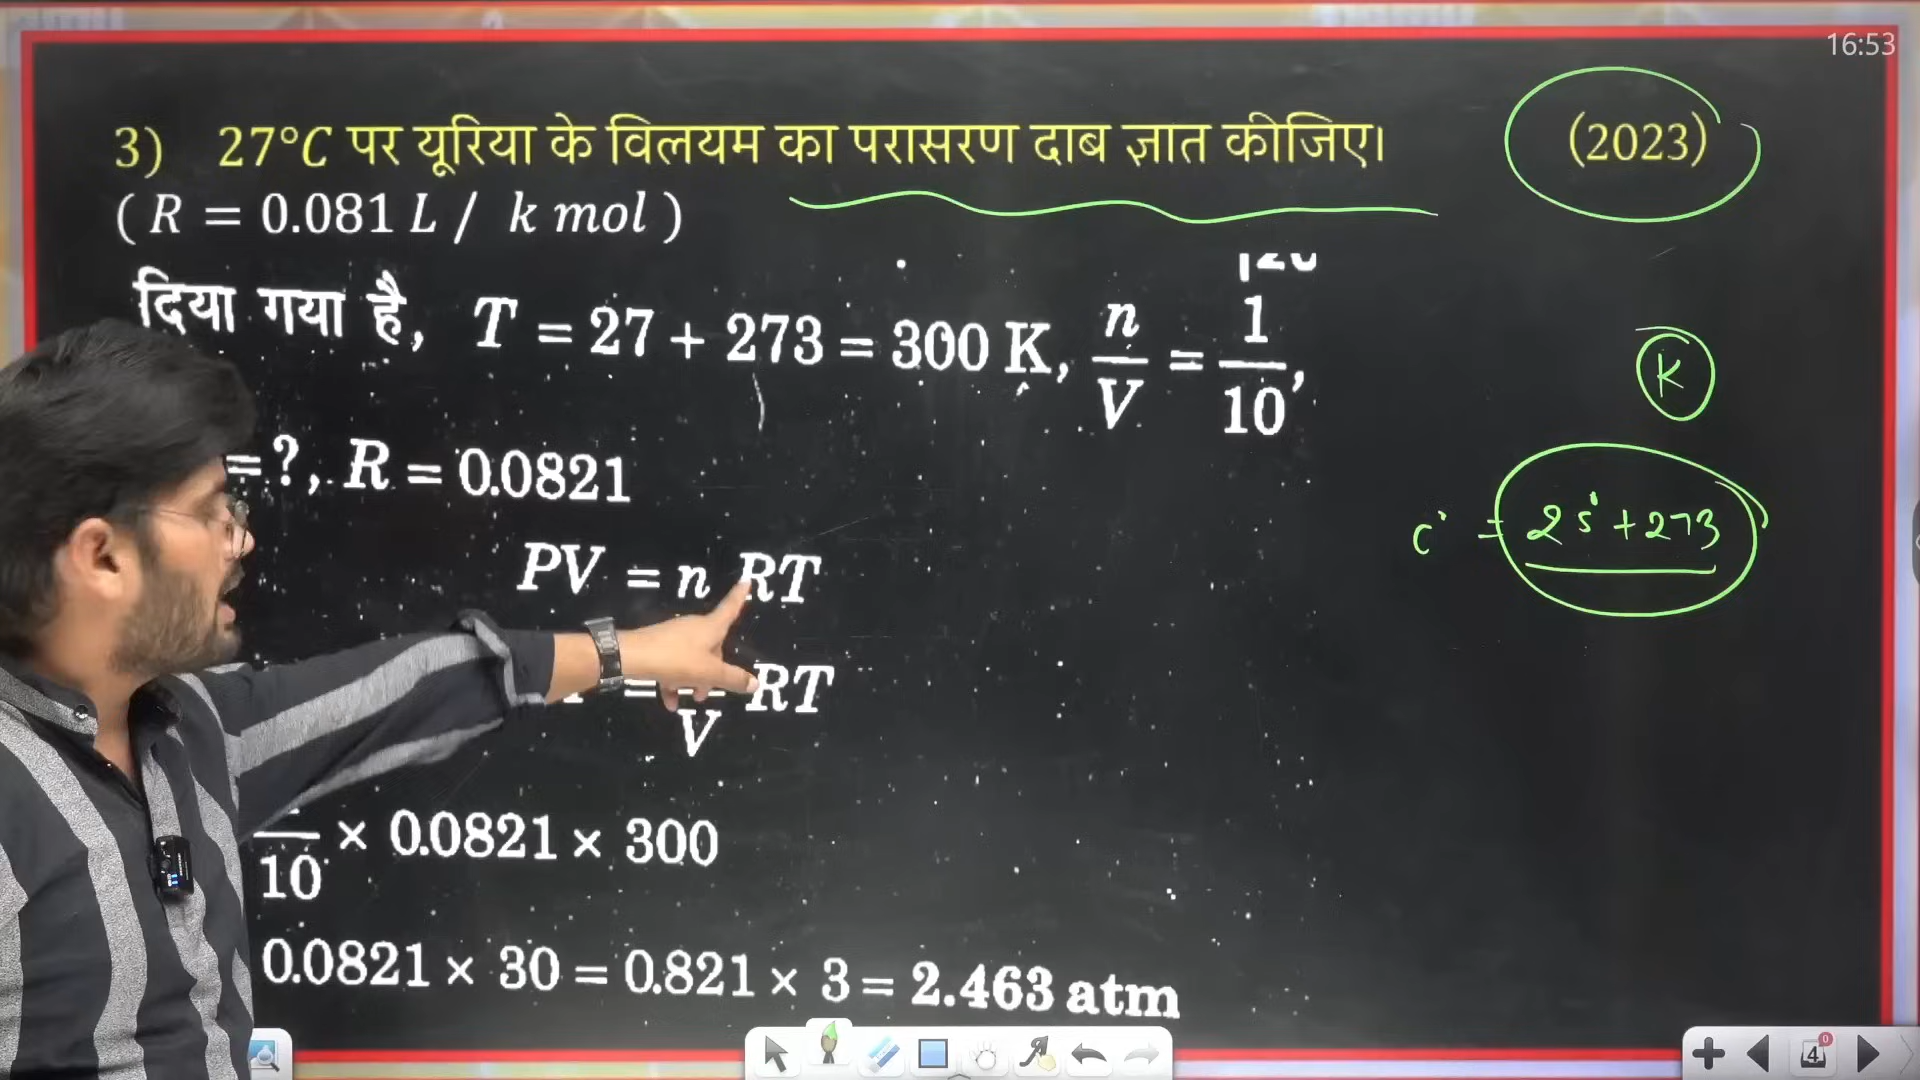 16:53
3) 27°C पर यूरिया के विलयम का परासरण दाब ज्ञात कीजिए। (2023)
( R = 0.081 L / k mol )
दिया गया है, T = 27 + 273 = 300 K, n/V = 1/10,
K
= ?, R = 0.0821
C° = 25° + 273
PV = n RT
= V RT
10 × 0.0821 × 300
0.0821 × 30 = 0.821 × 3 = 2.463 atm
4
0